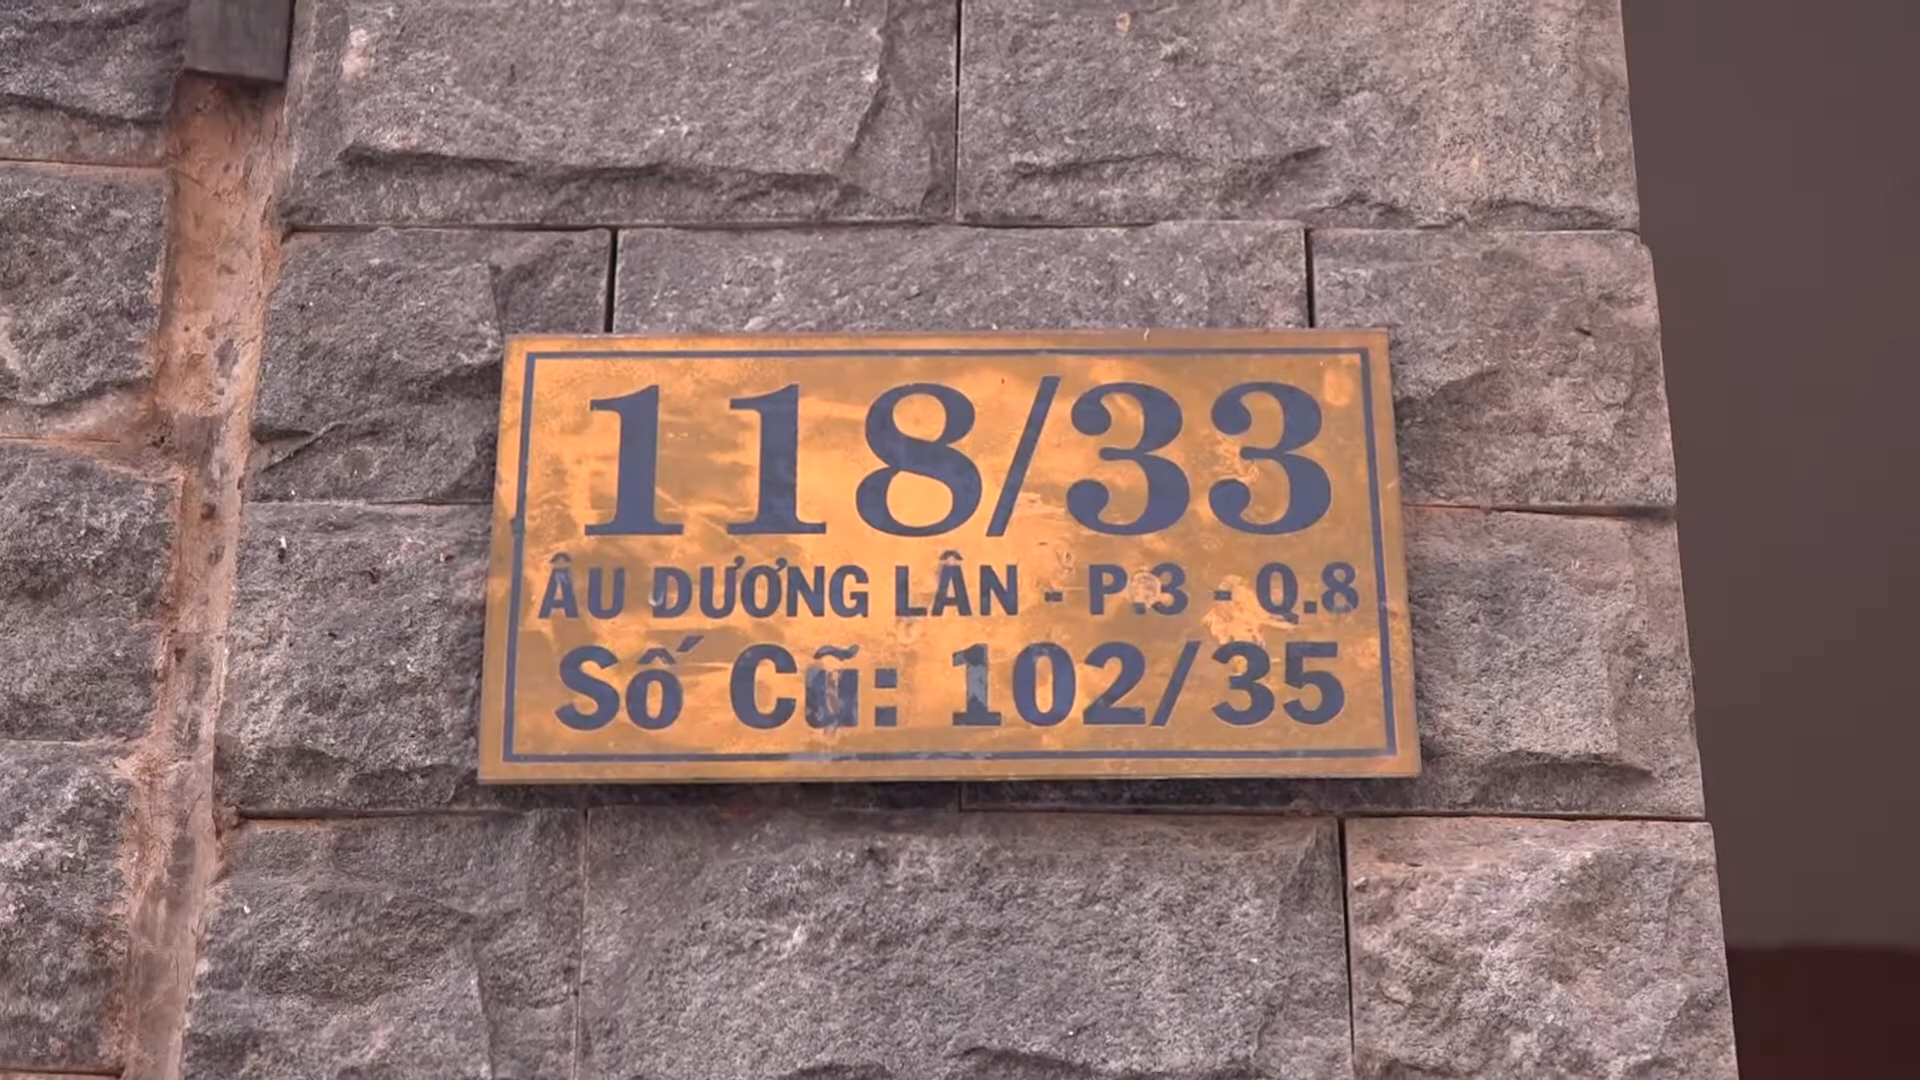 118/33
ÂU DƯƠNG LÂN - P.3 - Q.8
Số Cũ: 102/35